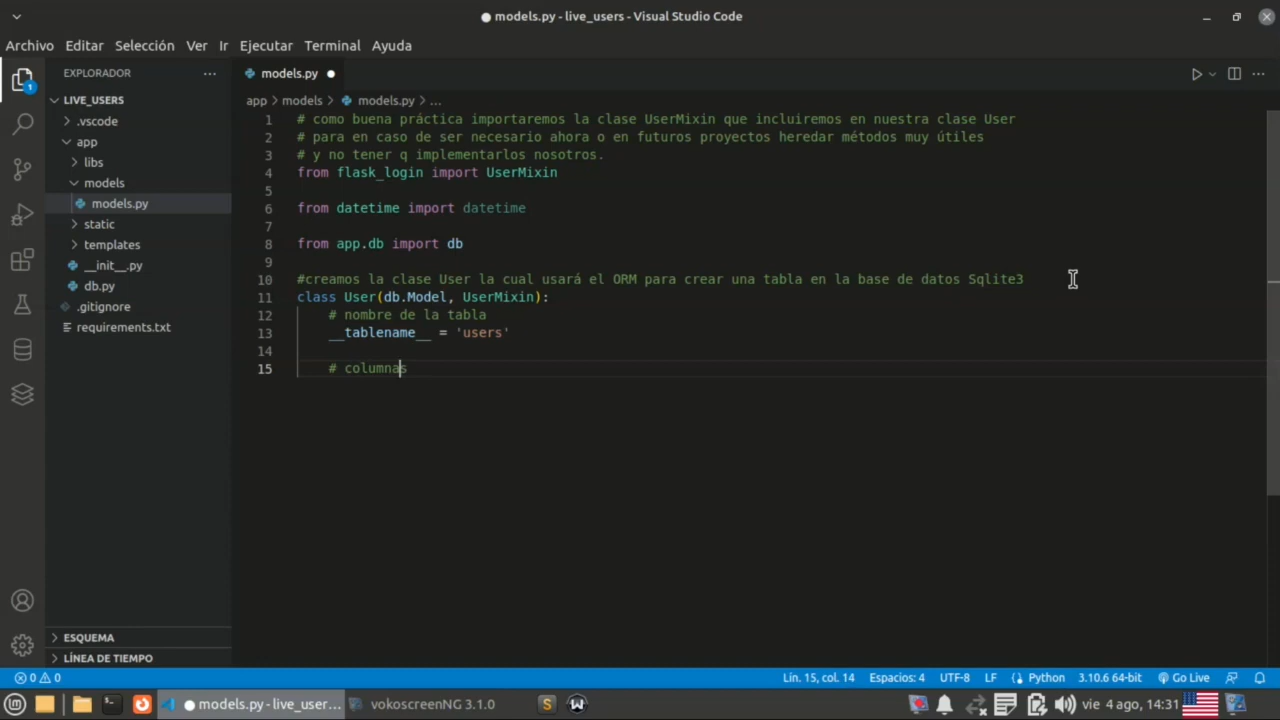 models.py - live_users - Visual Studio Code
Archivo Editar Selección Ver Ir Ejecutar Terminal Ayuda
EXPLORADOR
models.py
LIVE_USERS
app > models > models.py > ...
.vscode
app
libs
models
models.py
static
templates
__init__.py
db.py
.gitignore
requirements.txt
1 # como buena práctica importaremos la clase UserMixin que incluiremos en nuestra clase User
2 # para en caso de ser necesario ahora o en futuros proyectos heredar métodos muy útiles
3 # y no tener q implementarlos nosotros.
4 from flask_login import UserMixin
5
6 from datetime import datetime
7
8 from app.db import db
9
10 #creamos la clase User la cual usará el ORM para crear una tabla en la base de datos Sqlite3
11 class User(db.Model, UserMixin):
12 # nombre de la tabla
13 __tablename__ = 'users'
14
15 # columnas
1
ESQUEMA
LÍNEA DE TIEMPO
0 0 Lín. 15, col. 14 Espacios: 4 UTF-8 LF Python 3.10.6 64-bit Go Live
models.py - live_user... vokoscreenNG 3.1.0 S W vie 4 ago, 14:31